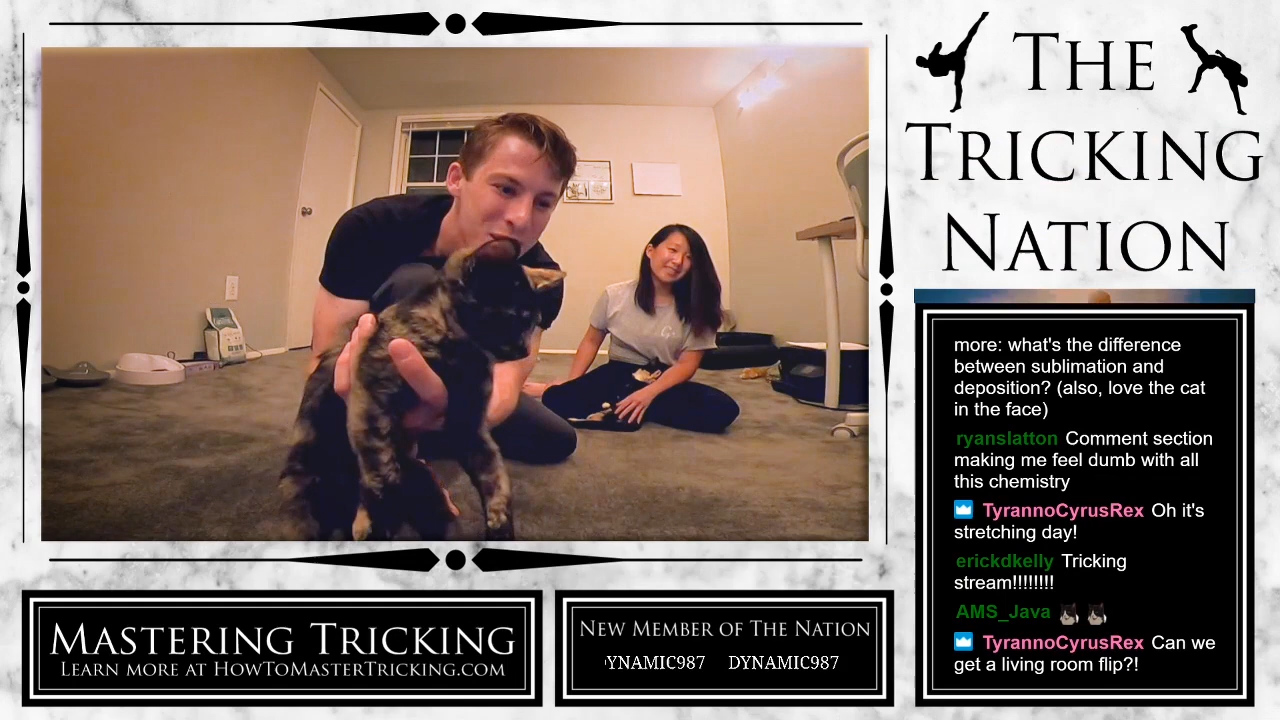 THE
TRICKING
NATION
more: what's the difference
between sublimation and
deposition? (also, love the cat
in the face)
ryanslatton Comment section
making me feel dumb with all
this chemistry
TyrannoCyrusRex Oh it's
stretching day!
erickdkelly Tricking
stream!!!!!!!!
AMS_Java
TyrannoCyrusRex Can we
get a living room flip?!
MASTERING TRICKING
LEARN MORE AT HOWTOMASTERTRICKING.COM
NEW MEMBER OF THE NATION
YNAMIC987 DYNAMIC987